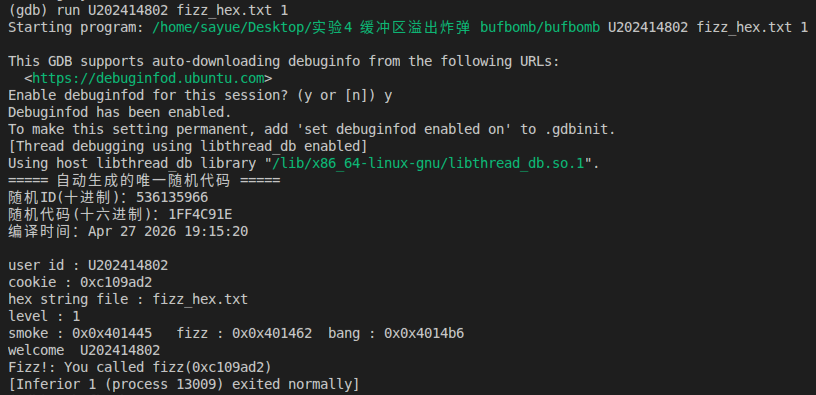 (gdb) run U202414802 fizz_hex.txt 1
Starting program: /home/sayue/Desktop/实验4 缓冲区溢出炸弹 bufbomb/bufbomb U202414802 fizz_hex.txt 1

This GDB supports auto-downloading debuginfo from the following URLs:
  <https://debuginfod.ubuntu.com>
Enable debuginfod for this session? (y or [n]) y
Debuginfod has been enabled.
To make this setting permanent, add 'set debuginfod enabled on' to .gdbinit.
[Thread debugging using libthread_db enabled]
Using host libthread_db library "/lib/x86_64-linux-gnu/libthread_db.so.1".
===== 自动生成的唯一随机代码 =====
随机ID(十进制)：536135966
随机代码(十六进制)：1FF4C91E
编译时间：Apr 27 2026 19:15:20

user id : U202414802
cookie : 0xc109ad2
hex string file : fizz_hex.txt
level : 1
smoke : 0x0x401445   fizz : 0x0x401462  bang : 0x0x4014b6
welcome  U202414802
Fizz!: You called fizz(0xc109ad2)
[Inferior 1 (process 13009) exited normally]